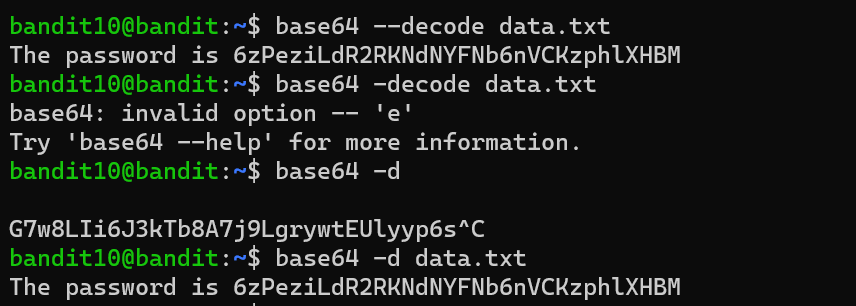 bandit10@bandit:~$ base64 --decode data.txt
The password is 6zPeziLdR2RKNdNYFNb6nVCKzphlXHBM
bandit10@bandit:~$ base64 -decode data.txt
base64: invalid option -- 'e'
Try 'base64 --help' for more information.
bandit10@bandit:~$ base64 -d
G7w8LIi6J3kTb8A7j9LgrywtEUlyyp6s^C
bandit10@bandit:~$ base64 -d data.txt
The password is 6zPeziLdR2RKNdNYFNb6nVCKzphlXHBM